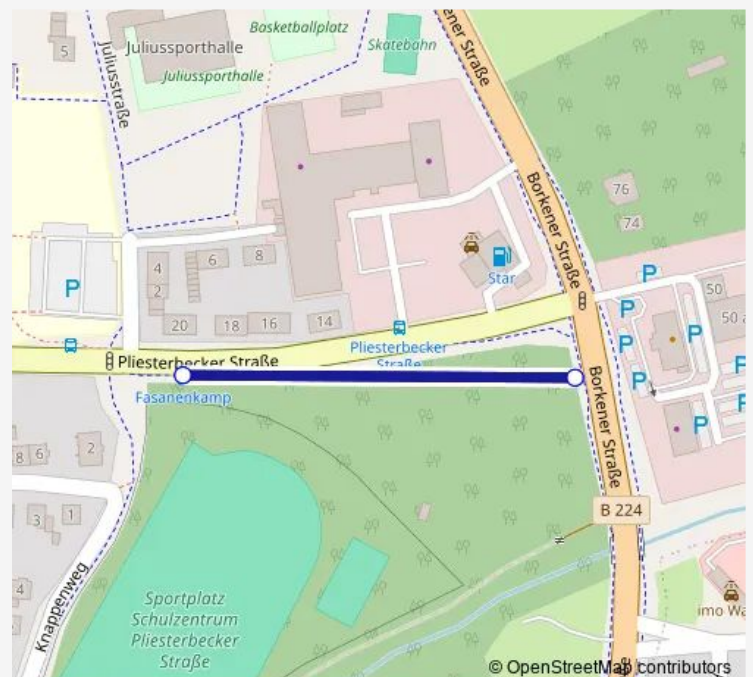 Basketballplatz
5
Juliusstraße
Juliussporthalle
Skatebahn
Juliussporthalle
Borkener Straße
76
74
4
6
8
2
P
Star
P
P
50
20
18
16
14
50 a
P
P
Pliesterbecker
Straße
Pliesterbecker Straße
P
P
Fasanenkamp
Borkener Straße
P
P
8
6
2
B 224
3
1
Knappenweg
4
Sportplatz
Schulzentrum
Pliesterbecker
Straße
imo Wa
© OpenStreetMap contributors